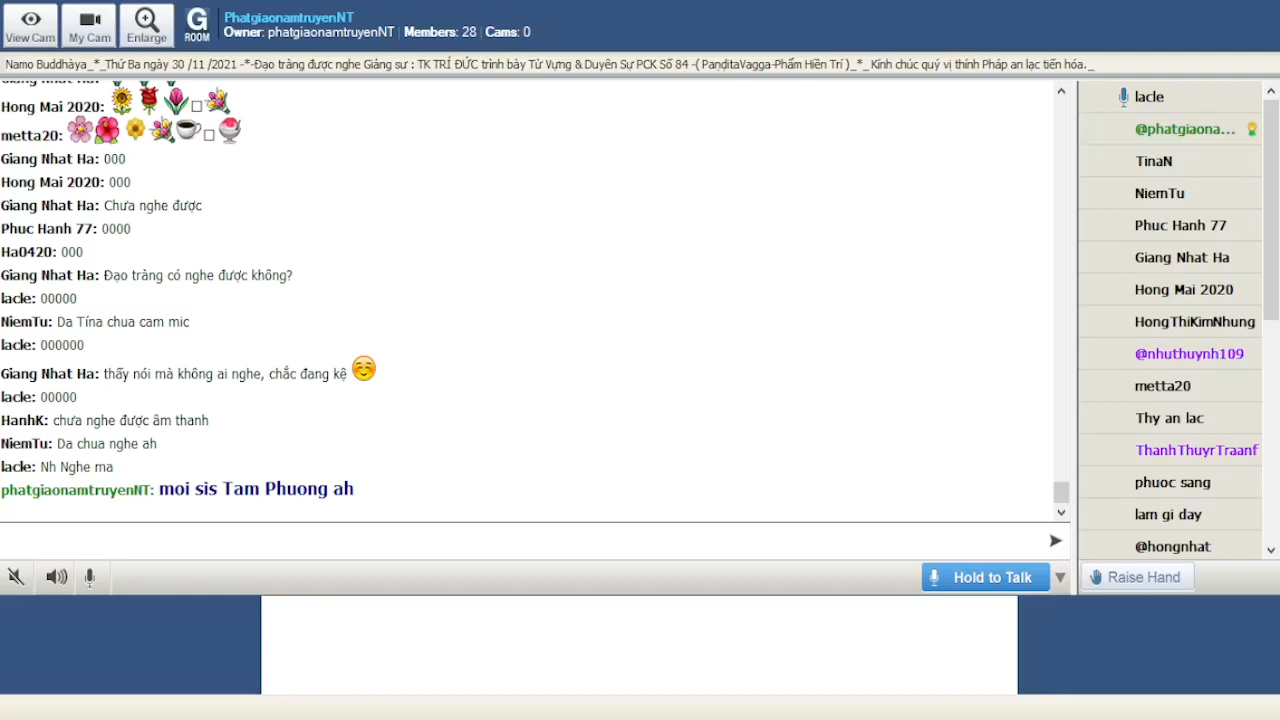 View Cam
My Cam
Enlarge
G
ROOM
PhatgiaonamtruyenNT
Owner: phatgiaonamtruyenNT | Members: 28 | Cams: 0
Namo Buddhàya_*_Thứ Ba ngày 30 /11 /2021 -*-Đạo tràng được nghe Giảng sư : TK TRÍ ĐỨC trình bày Từ Vựng & Duyên Sự PCK Số 84 -( PaṇḍitaVagga-Phẩm Hiền Trí )_*_ Kính chúc quý vị thính Pháp an lạc tiến hóa._
Hong Mai 2020:
metta20:
Giang Nhat Ha: 000
Hong Mai 2020: 000
Giang Nhat Ha: Chưa nghe được
Phuc Hanh 77: 0000
Ha0420: 000
Giang Nhat Ha: Đạo tràng có nghe được không?
lacle: 00000
NiemTu: Da Tína chua cam mic
lacle: 000000
Giang Nhat Ha: thấy nói mà không ai nghe, chắc đang kẹ
lacle: 00000
HanhK: chưa nghe được âm thanh
NiemTu: Da chua nghe ah
lacle: Nh Nghe ma
phatgiaonamtruyenNT: moi sis Tam Phuong ah
Hold to Talk
lacle
@phatgiaona...
TinaN
NiemTu
Phuc Hanh 77
Giang Nhat Ha
Hong Mai 2020
HongThiKimNhung
@nhuthuynh109
metta20
Thy an lac
ThanhThuyrTraanf
phuoc sang
lam gi day
@hongnhat
Raise Hand